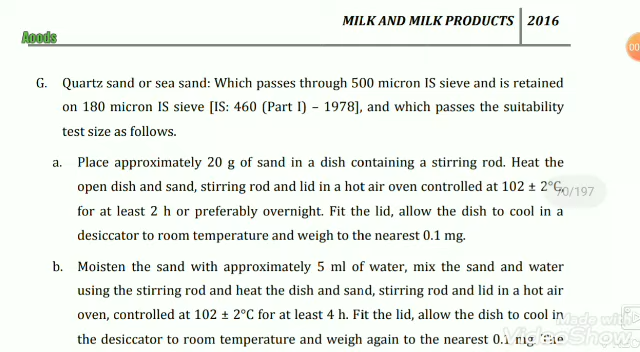 MILK AND MILK PRODUCTS 2016
Aoods
00
G. Quartz sand or sea sand: Which passes through 500 micron IS sieve and is retained
on 180 micron IS sieve [IS: 460 (Part I) – 1978], and which passes the suitability
test size as follows.
a. Place approximately 20 g of sand in a dish containing a stirring rod. Heat the
open dish and sand, stirring rod and lid in a hot air oven controlled at 102 ± 2°C,
70/197
for at least 2 h or preferably overnight. Fit the lid, allow the dish to cool in a
desiccator to room temperature and weigh to the nearest 0.1 mg.
b. Moisten the sand with approximately 5 ml of water, mix the sand and water
using the stirring rod and heat the dish and sand, stirring rod and lid in a hot air
oven, controlled at 102 ± 2°C for at least 4 h. Fit the lid, allow the dish to cool in
Made with
the desiccator to room temperature and weigh again to the nearest 0.1 mg. The
VideoShow